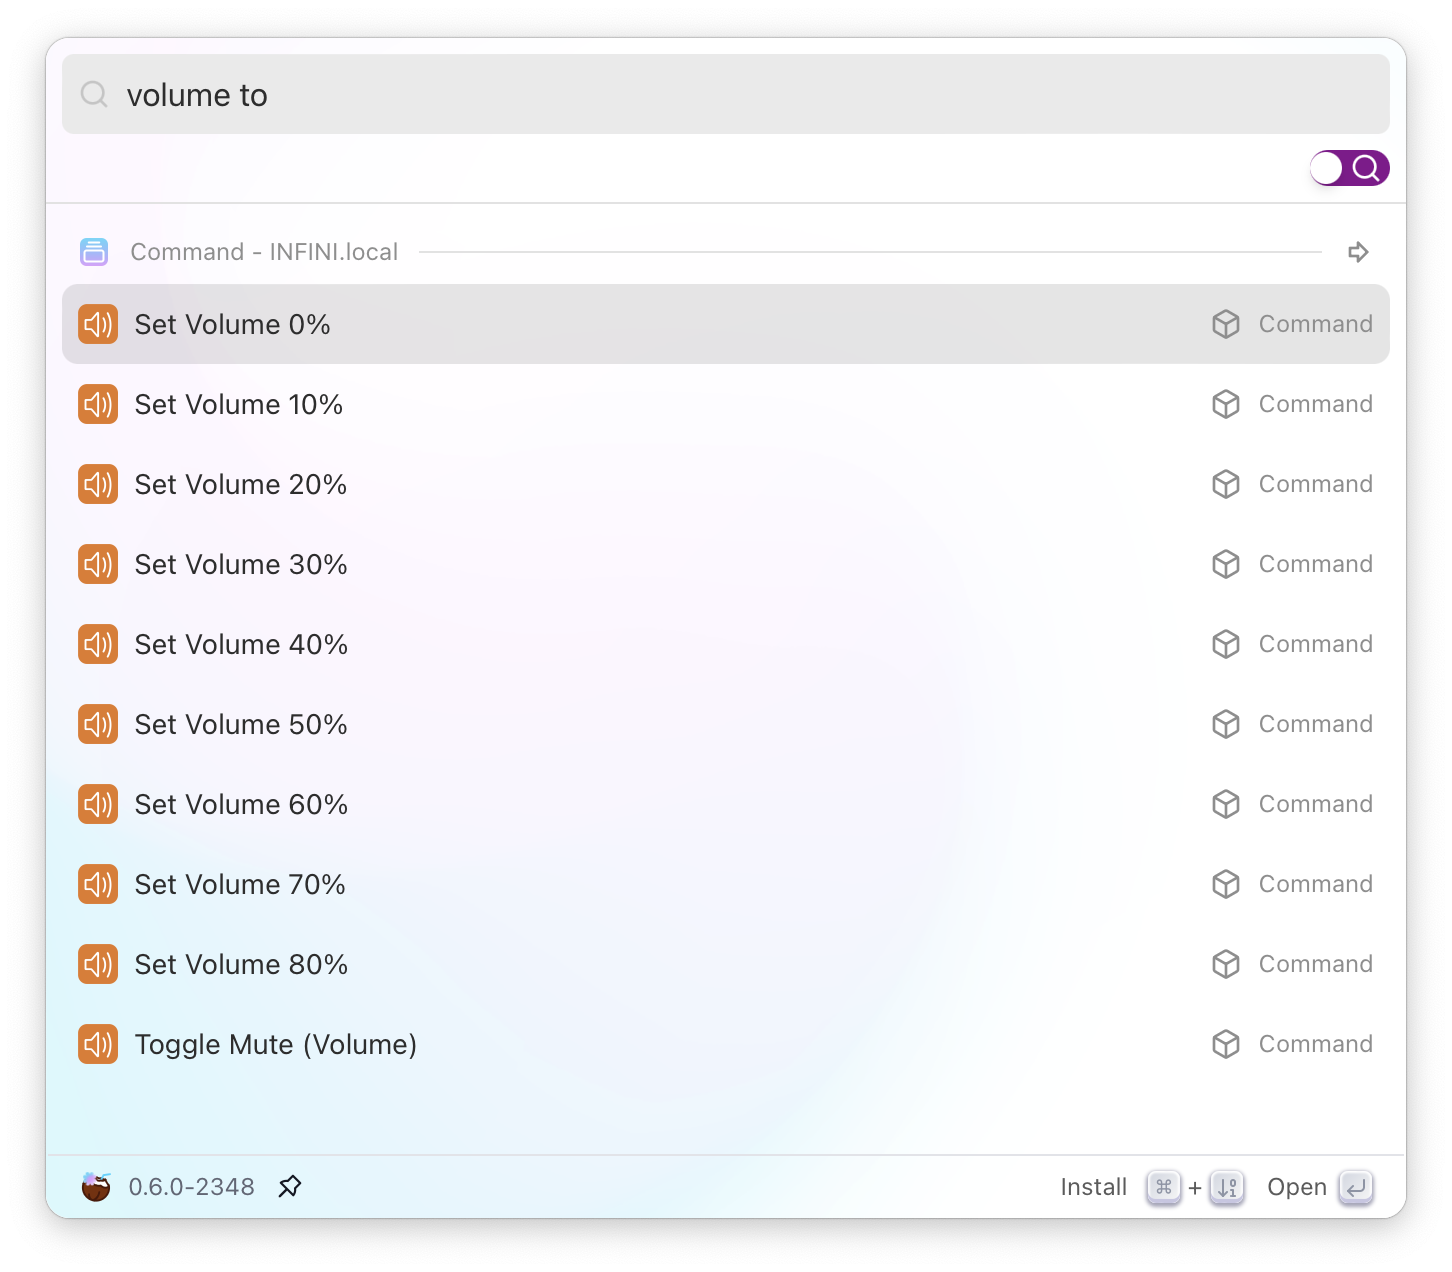 volume to
Command - INFINI.local
Set Volume 0% Command
Set Volume 10% Command
Set Volume 20% Command
Set Volume 30% Command
Set Volume 40% Command
Set Volume 50% Command
Set Volume 60% Command
Set Volume 70% Command
Set Volume 80% Command
Toggle Mute (Volume) Command
0.6.0-2348 Install ⌘ + Open